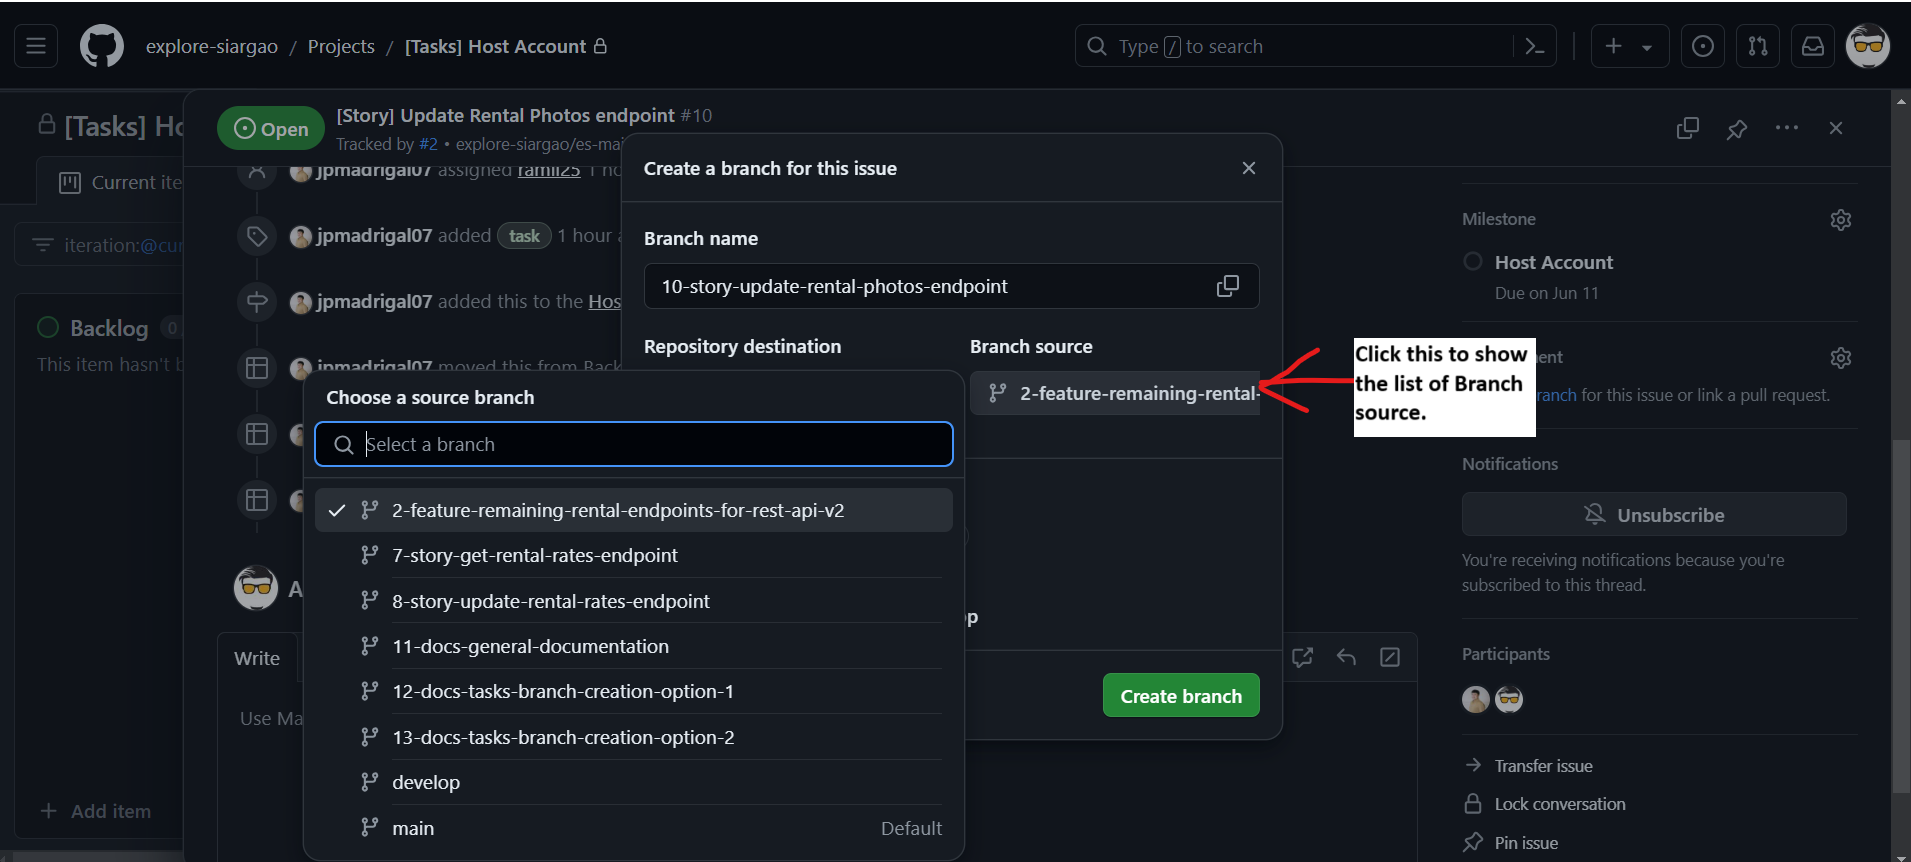 explore-siargao / Projects / [Tasks] Host Account
Type / to search
[Tasks] Ho
Open
[Story] Update Rental Photos endpoint #10
Tracked by #2 • explore-siargao/es-mai
Current ite
iteration:@cur
Backlog 0
This item hasn't b
Add item
jpmadrigal07 assigned ramil25 1 ho
jpmadrigal07 added task 1 hour a
jpmadrigal07 added this to the Hos
jpmadrigal07 moved this from Back
A
Write
Use Ma
Create a branch for this issue
Branch name
10-story-update-rental-photos-endpoint
Repository destination
Branch source
2-feature-remaining-rental-
Choose a source branch
Select a branch
2-feature-remaining-rental-endpoints-for-rest-api-v2
7-story-get-rental-rates-endpoint
8-story-update-rental-rates-endpoint
11-docs-general-documentation
12-docs-tasks-branch-creation-option-1
13-docs-tasks-branch-creation-option-2
develop
main Default
op
Create branch
Click this to show
the list of Branch
source.
Milestone
Host Account
Due on Jun 11
ent
ranch for this issue or link a pull request.
Notifications
Unsubscribe
You're receiving notifications because you're
subscribed to this thread.
Participants
Transfer issue
Lock conversation
Pin issue